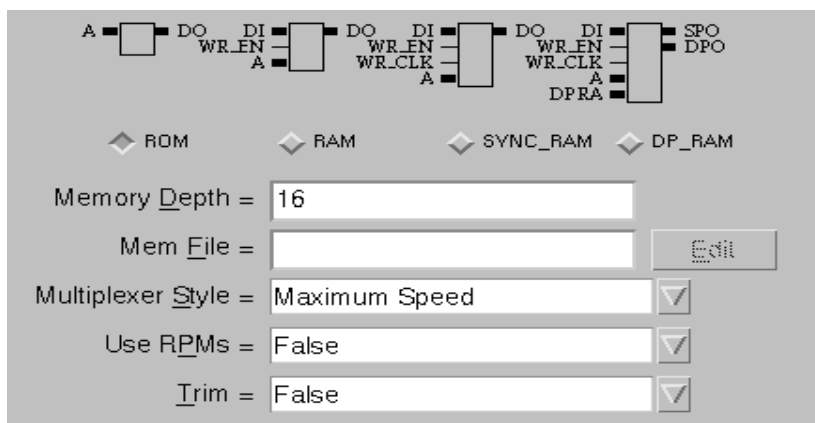 A DO DI DO DI DO DI SPO
WR_EN WR_EN WR_EN DPO
A WR_CLK WR_CLK
A A
DPRA
ROM RAM SYNC_RAM DP_RAM
Memory Depth = 16
Mem File = Edit
Multiplexer Style = Maximum Speed
Use RPMs = False
Trim = False